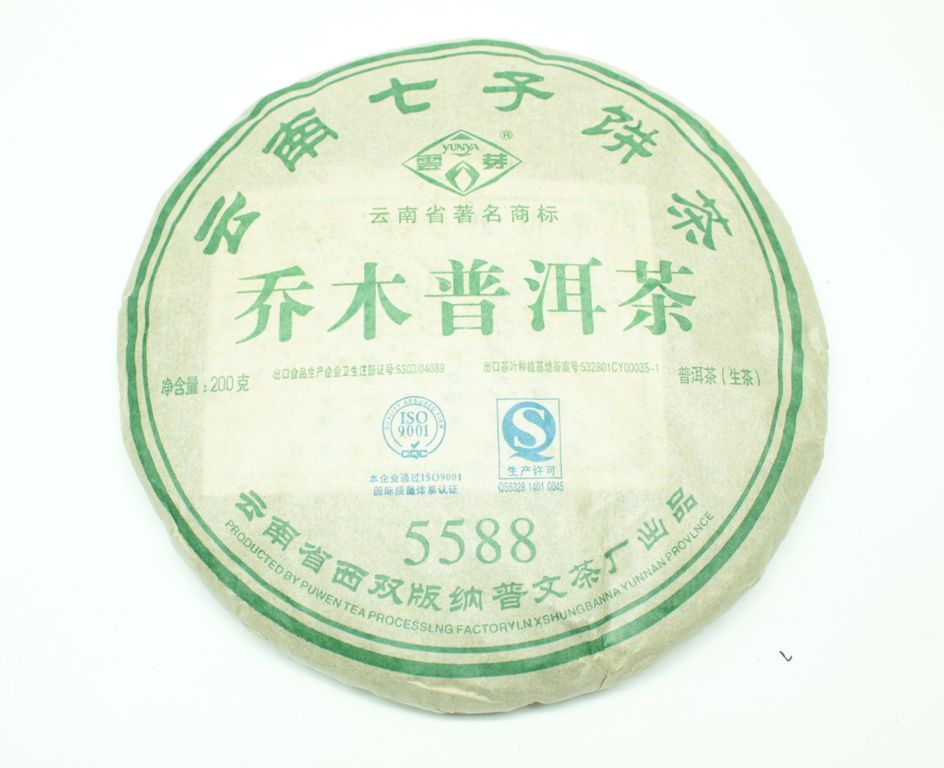 云南七子饼茶
YUNYA ®
雲芽
云南省著名商标
乔木普洱茶
净含量:200克
出口食品生产企业卫生注册证号:5300/04089
出口茶叶种植基地备案号:532801CY00035-1
普洱茶(生茶)
QUALITY ASSURED FIRM
ISO
9001
CQC
本企业通过ISO9001
国际质量体系认证
S
生产许可
QS5328 1401 0045
5588
云南省西双版纳普文茶厂出品
PRODUCTED BY PUWEN TEA PROCESSLNG FACTORYLN XSHUNGBANNA YUNNAN PROVLNCE